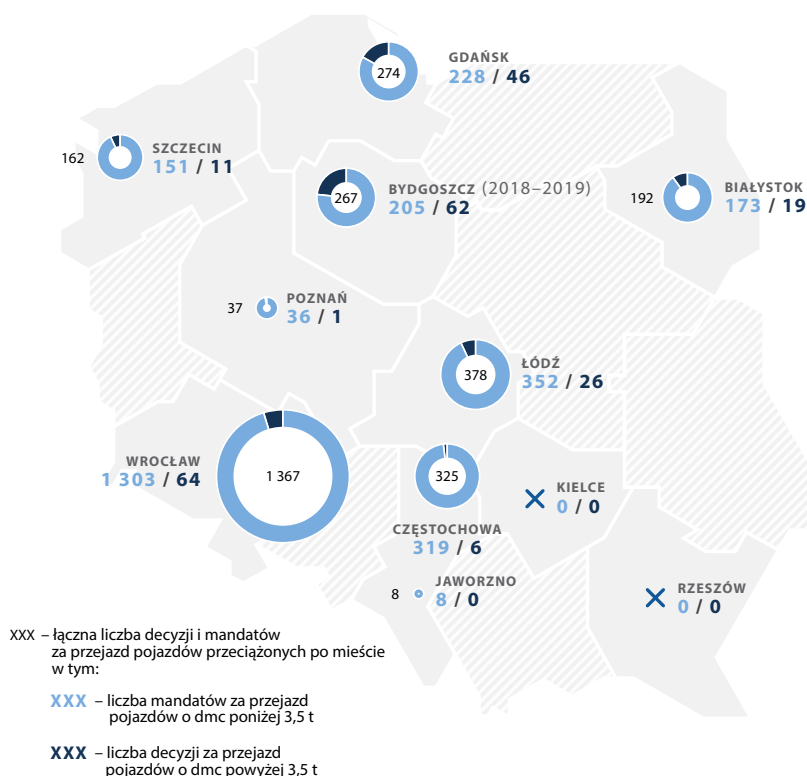 GDAŃSK
274
228 / 46
SZCZECIN
162
151 / 11
BYDGOSZCZ (2018–2019)
267
205 / 62
BIAŁYSTOK
192
173 / 19
POZNAŃ
37
36 / 1
ŁÓDŹ
378
352 / 26
WROCŁAW
1 367
1 303 / 64
325
CZĘSTOCHOWA
319 / 6
KIELCE
0 / 0
JAWORZNO
8
8 / 0
RZESZÓW
0 / 0
XXX – łączna liczba decyzji i mandatów
za przejazd pojazdów przeciążonych po mieście
w tym:
XXX – liczba mandatów za przejazd
pojazdów o dmc poniżej 3,5 t
XXX – liczba decyzji za przejazd
pojazdów o dmc powyżej 3,5 t